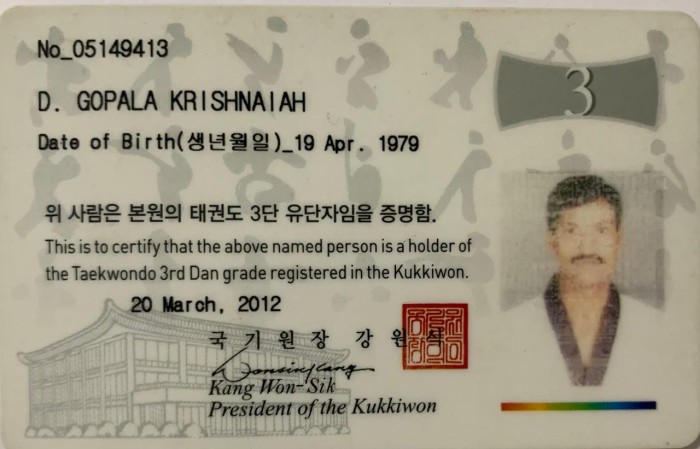 No_05149413
3
D. GOPALA KRISHNAIAH
Date of Birth(생년월일)_19 Apr. 1979
위 사람은 본원의 태권도 3단 유단자임을 증명함.
This is to certify that the above named person is a holder of
the Taekwondo 3rd Dan grade registered in the Kukkiwon.
20 March, 2012
국 기 원 장 강 원 식
Kang Won-Sik
President of the Kukkiwon